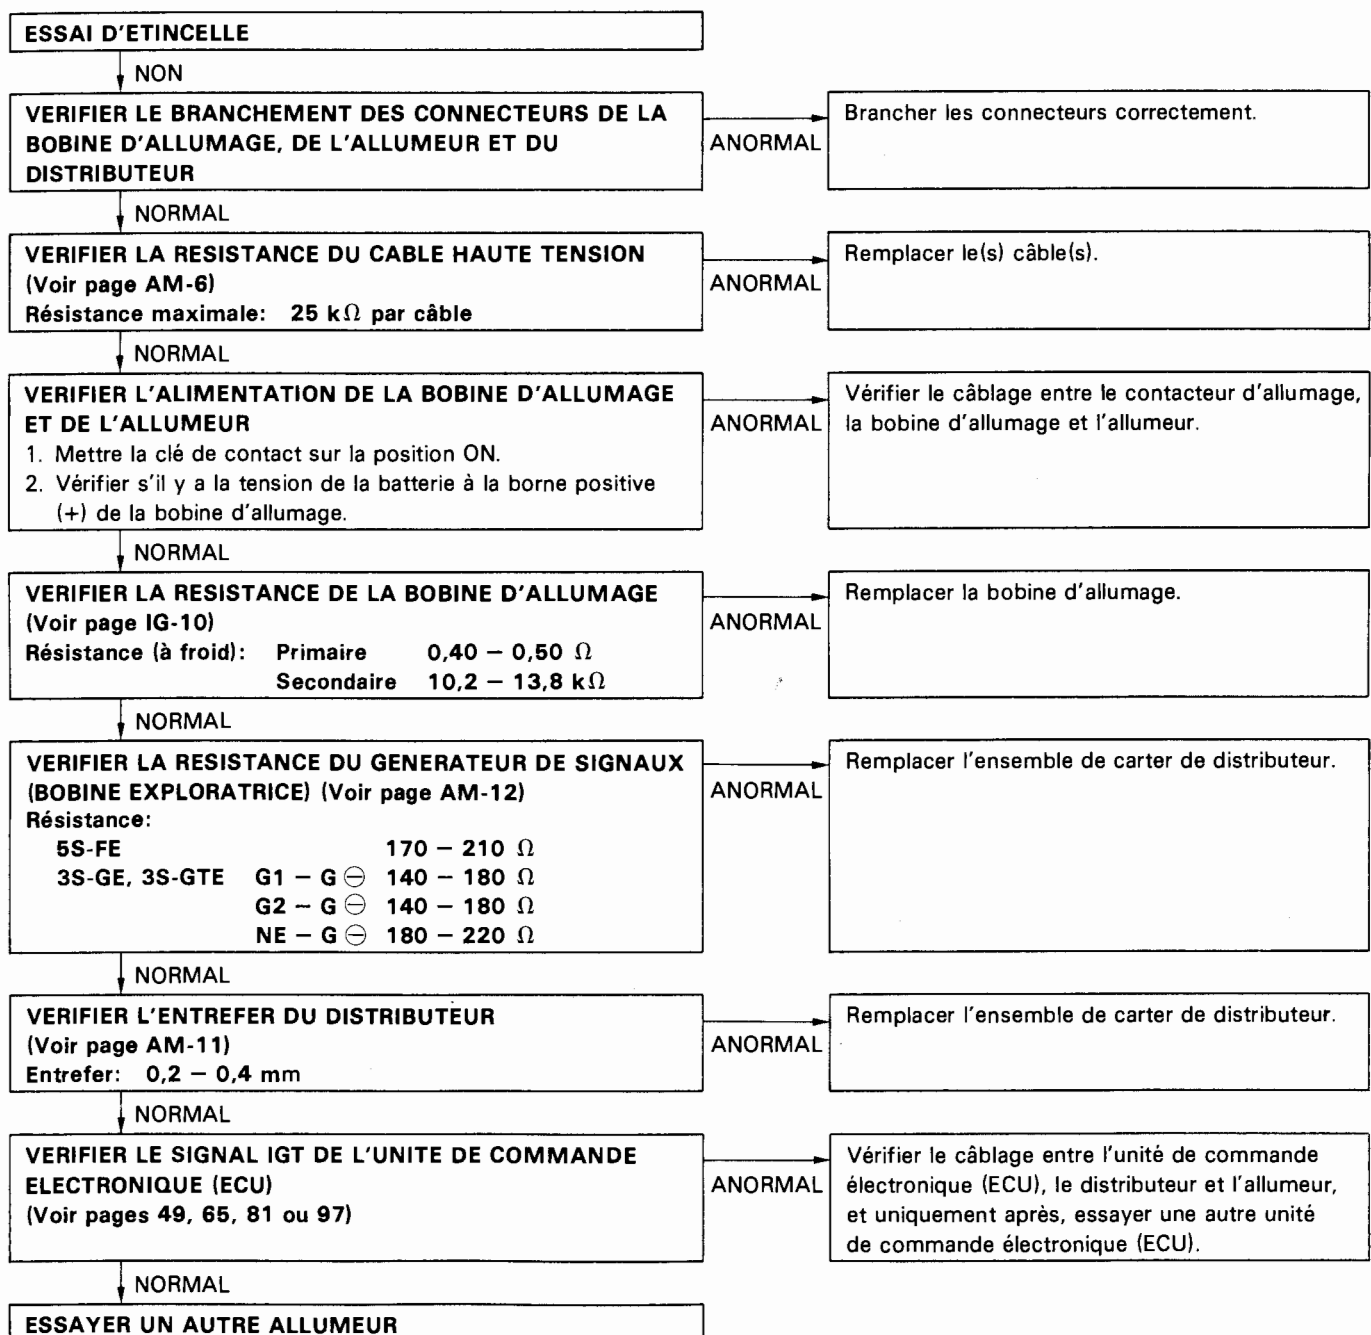 ESSAI D'ETINCELLE
NON
VERIFIER LE BRANCHEMENT DES CONNECTEURS DE LA
BOBINE D'ALLUMAGE, DE L'ALLUMEUR ET DU
DISTRIBUTEUR
ANORMAL
Brancher les connecteurs correctement.
NORMAL
VERIFIER LA RESISTANCE DU CABLE HAUTE TENSION
(Voir page AM-6)
Résistance maximale: 25 kΩ par câble
ANORMAL
Remplacer le(s) câble(s).
NORMAL
VERIFIER L'ALIMENTATION DE LA BOBINE D'ALLUMAGE
ET DE L'ALLUMEUR
1. Mettre la clé de contact sur la position ON.
2. Vérifier s'il y a la tension de la batterie à la borne positive
(+) de la bobine d'allumage.
ANORMAL
Vérifier le câblage entre le contacteur d'allumage,
la bobine d'allumage et l'allumeur.
NORMAL
VERIFIER LA RESISTANCE DE LA BOBINE D'ALLUMAGE
(Voir page IG-10)
Résistance (à froid): Primaire 0,40 – 0,50 Ω
Secondaire 10,2 – 13,8 kΩ
ANORMAL
Remplacer la bobine d'allumage.
NORMAL
VERIFIER LA RESISTANCE DU GENERATEUR DE SIGNAUX
(BOBINE EXPLORATRICE) (Voir page AM-12)
Résistance:
5S-FE 170 – 210 Ω
3S-GE, 3S-GTE G1 – G ⊖ 140 – 180 Ω
G2 – G ⊖ 140 – 180 Ω
NE – G ⊖ 180 – 220 Ω
ANORMAL
Remplacer l'ensemble de carter de distributeur.
NORMAL
VERIFIER L'ENTREFER DU DISTRIBUTEUR
(Voir page AM-11)
Entrefer: 0,2 – 0,4 mm
ANORMAL
Remplacer l'ensemble de carter de distributeur.
NORMAL
VERIFIER LE SIGNAL IGT DE L'UNITE DE COMMANDE
ELECTRONIQUE (ECU)
(Voir pages 49, 65, 81 ou 97)
ANORMAL
Vérifier le câblage entre l'unité de commande
électronique (ECU), le distributeur et l'allumeur,
et uniquement après, essayer une autre unité
de commande électronique (ECU).
NORMAL
ESSAYER UN AUTRE ALLUMEUR